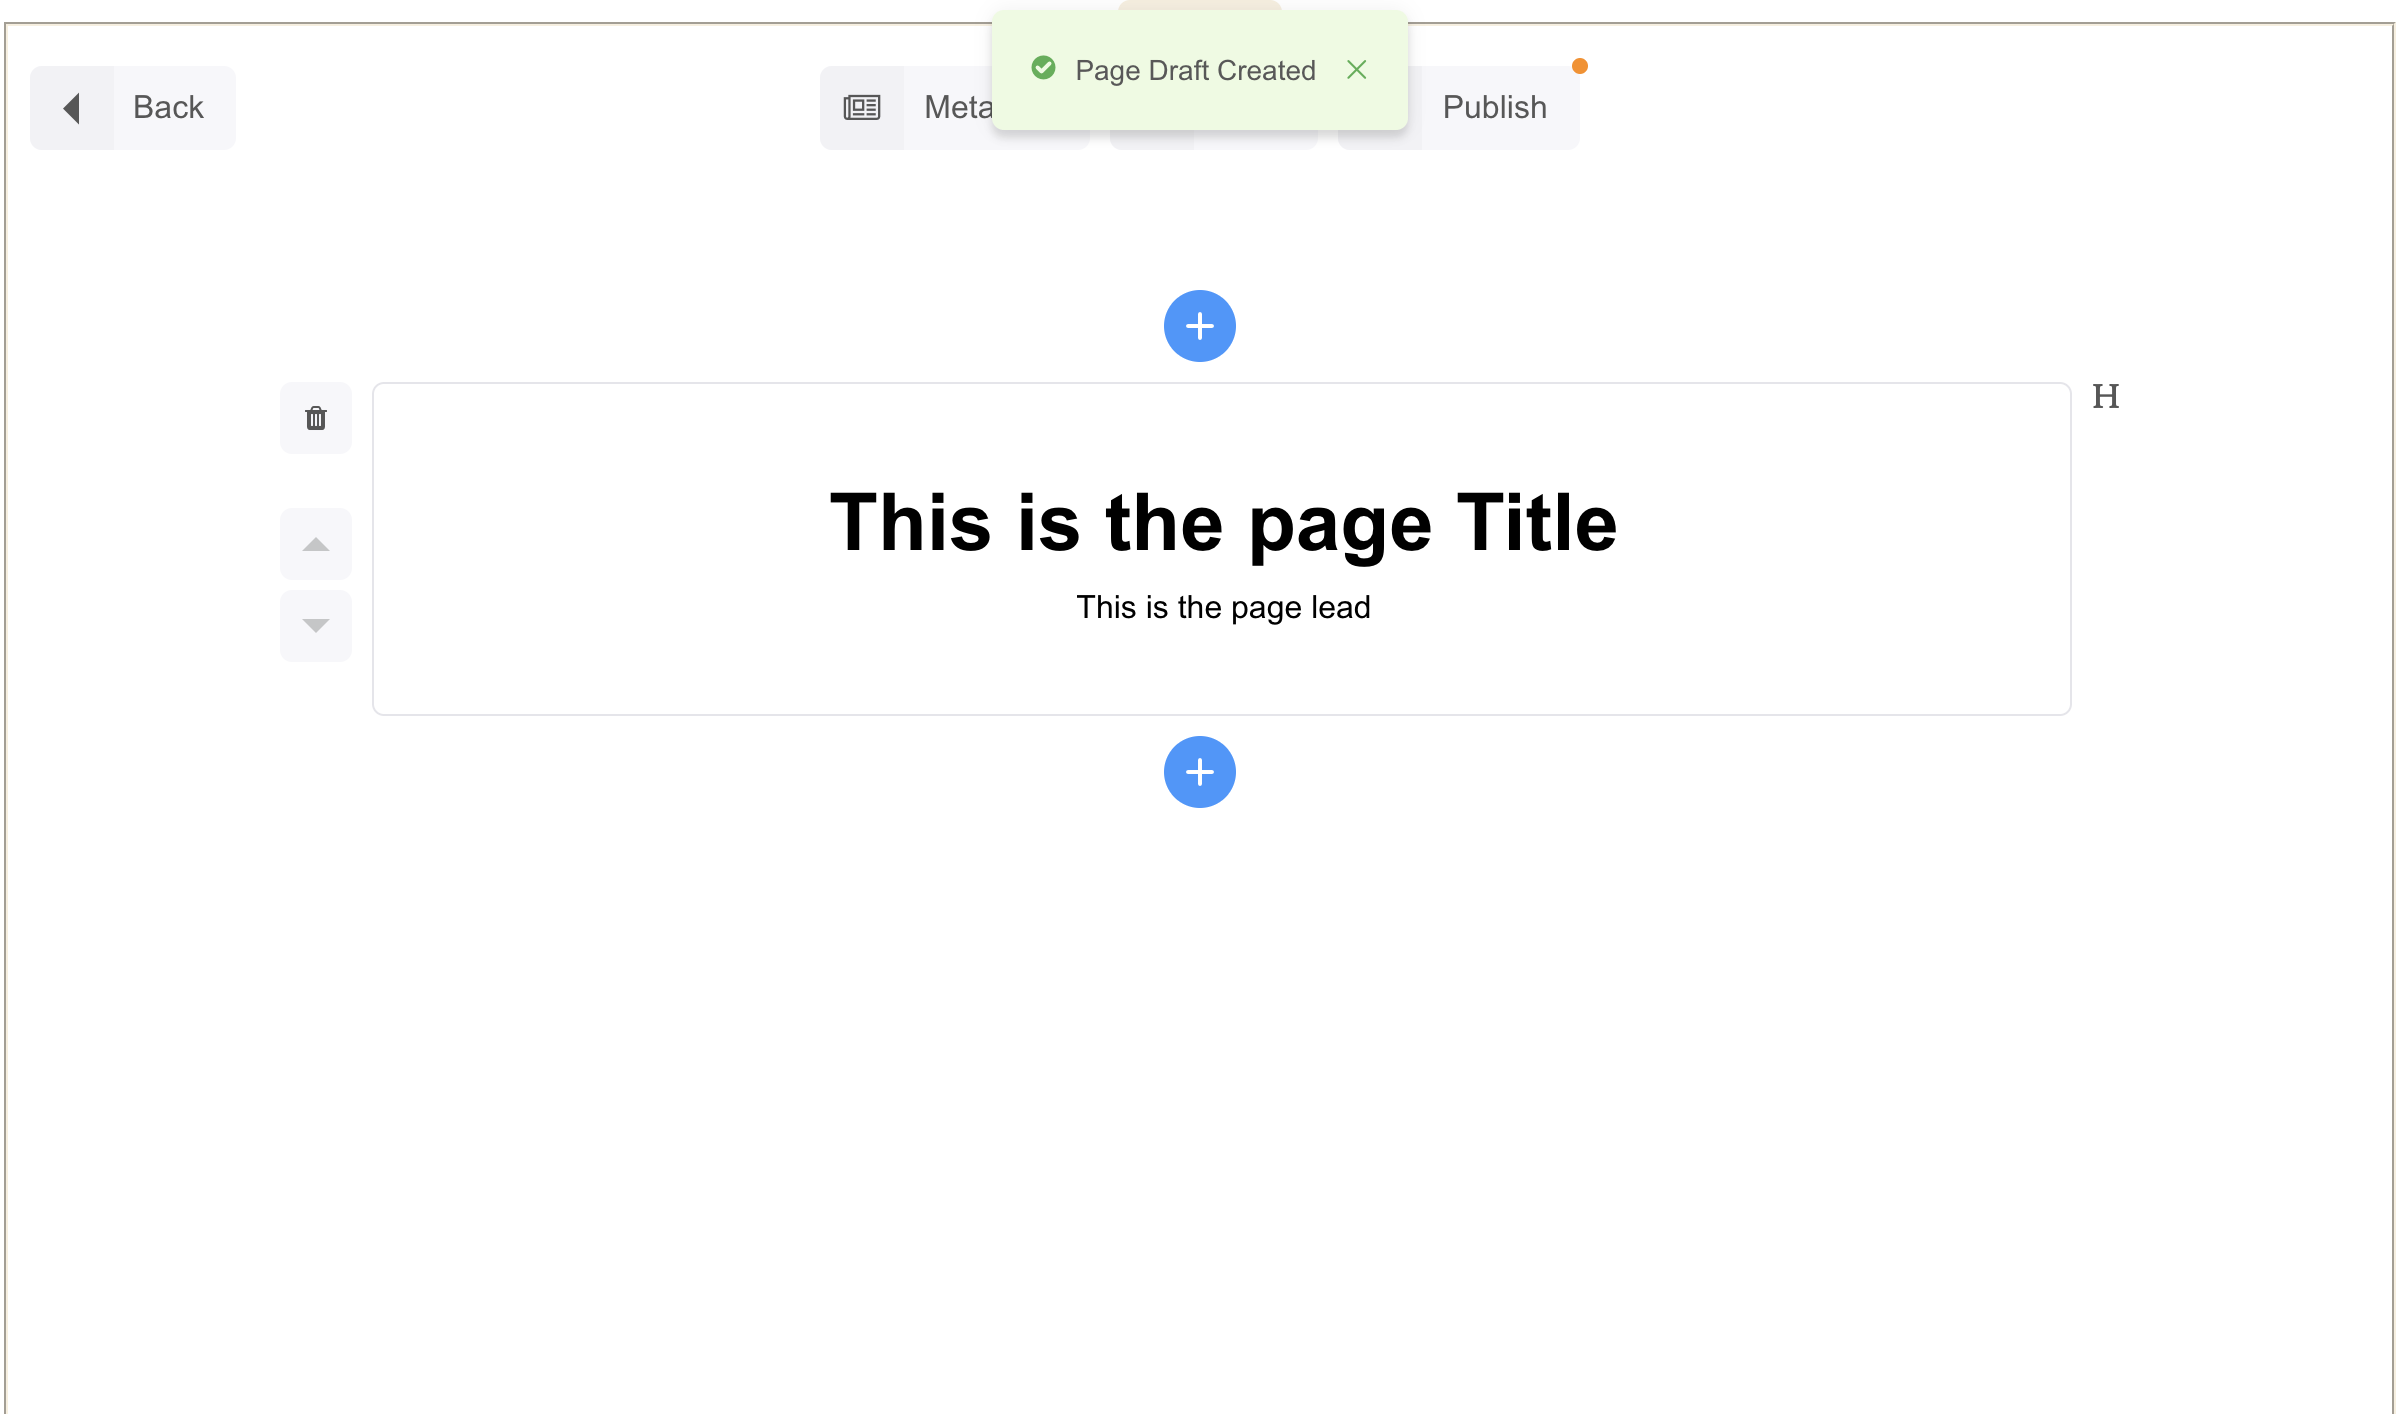 Page Draft Created
Back
Meta
Publish
H
This is the page Title
This is the page lead